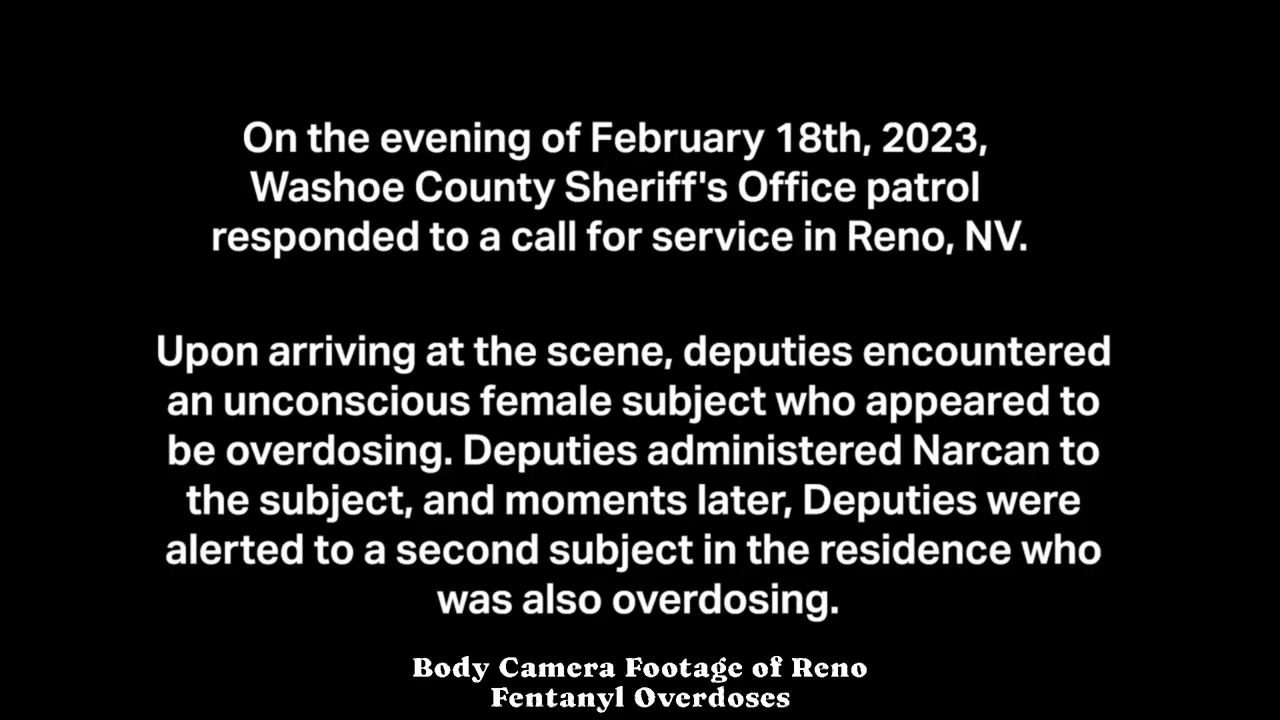 On the evening of February 18th, 2023,
Washoe County Sheriff's Office patrol
responded to a call for service in Reno, NV.
Upon arriving at the scene, deputies encountered
an unconscious female subject who appeared to
be overdosing. Deputies administered Narcan to
the subject, and moments later, Deputies were
alerted to a second subject in the residence who
was also overdosing.
Body Camera Footage of Reno
Fentanyl Overdoses